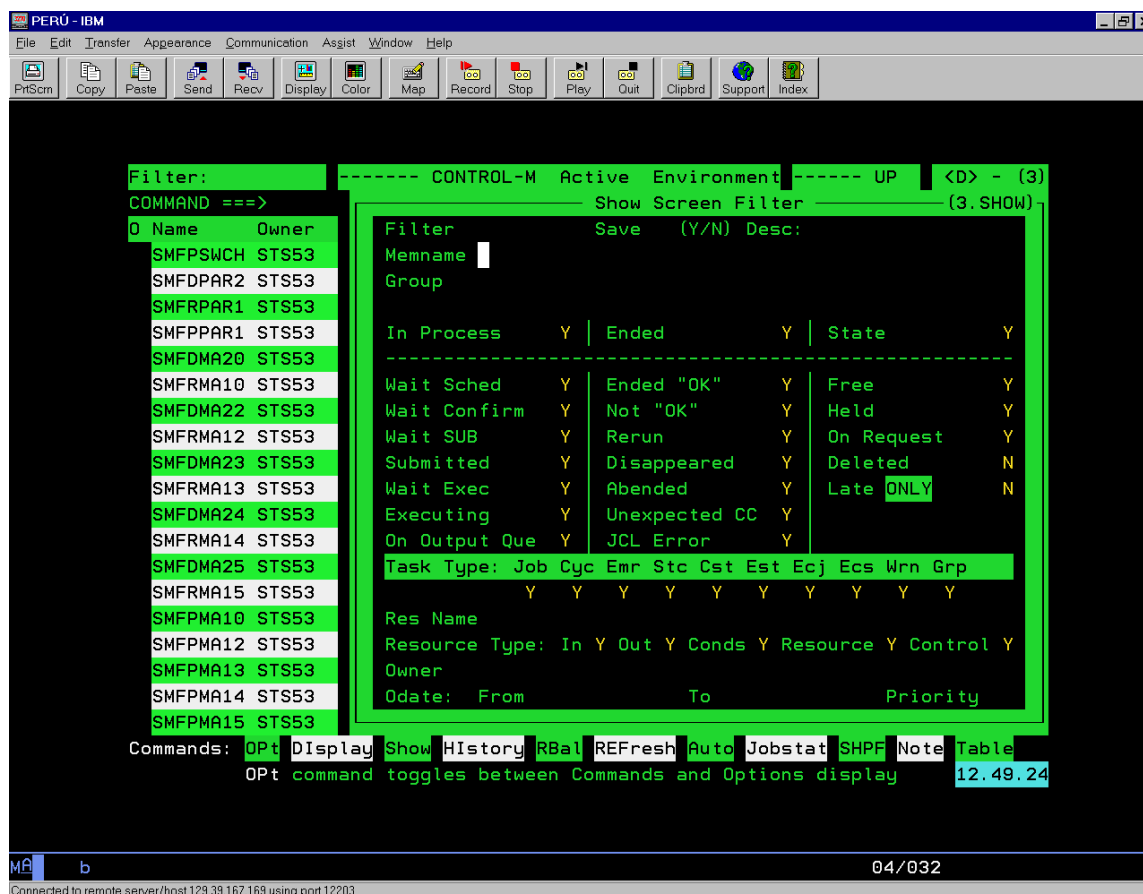 PERÚ - IBM
File Edit Transfer Appearance Communication Assist Window Help
PrtScrn Copy Paste Send Recv Display Color Map Record Stop Play Quit Clipbrd Support Index
Filter: ------- CONTROL-M Active Environment ------ UP <D> - (3)
COMMAND ===> Show Screen Filter (3.SHOW)
O Name Owner Filter Save (Y/N) Desc:
SMFPSWCH STS53 Memname
SMFDPAR2 STS53 Group
SMFRPAR1 STS53
SMFPPAR1 STS53 In Process Y | Ended Y | State Y
SMFDMA20 STS53 ------------------------------------------------------
SMFRMA10 STS53 Wait Sched Y | Ended "OK" Y | Free Y
SMFDMA22 STS53 Wait Confirm Y | Not "OK" Y | Held Y
SMFRMA12 STS53 Wait SUB Y | Rerun Y | On Request Y
SMFDMA23 STS53 Submitted Y | Disappeared Y | Deleted N
SMFRMA13 STS53 Wait Exec Y | Abended Y | Late ONLY N
SMFDMA24 STS53 Executing Y | Unexpected CC Y |
SMFRMA14 STS53 On Output Que Y | JCL Error Y |
SMFDMA25 STS53 Task Type: Job Cyc Emr Stc Cst Est Ecj Ecs Wrn Grp
SMFRMA15 STS53 Y Y Y Y Y Y Y Y Y Y
SMFPMA10 STS53 Res Name
SMFPMA12 STS53 Resource Type: In Y Out Y Conds Y Resource Y Control Y
SMFPMA13 STS53 Owner
SMFPMA14 STS53 Odate: From To Priority
SMFPMA15 STS53
Commands: OPt DIsplay Show HIstory RBal REFresh Auto Jobstat SHPF Note Table
OPt command toggles between Commands and Options display 12.49.24
MA b 04/032
Connected to remote server/host 129.39.167.169 using port 12203